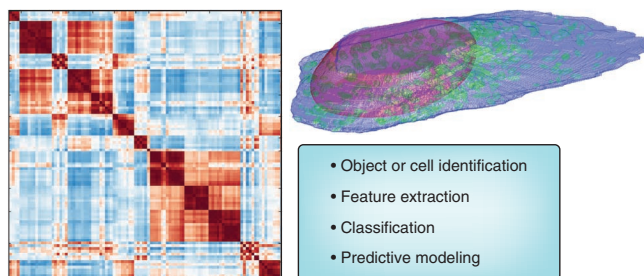 • Object or cell identification
• Feature extraction
• Classification
• Predictive modeling